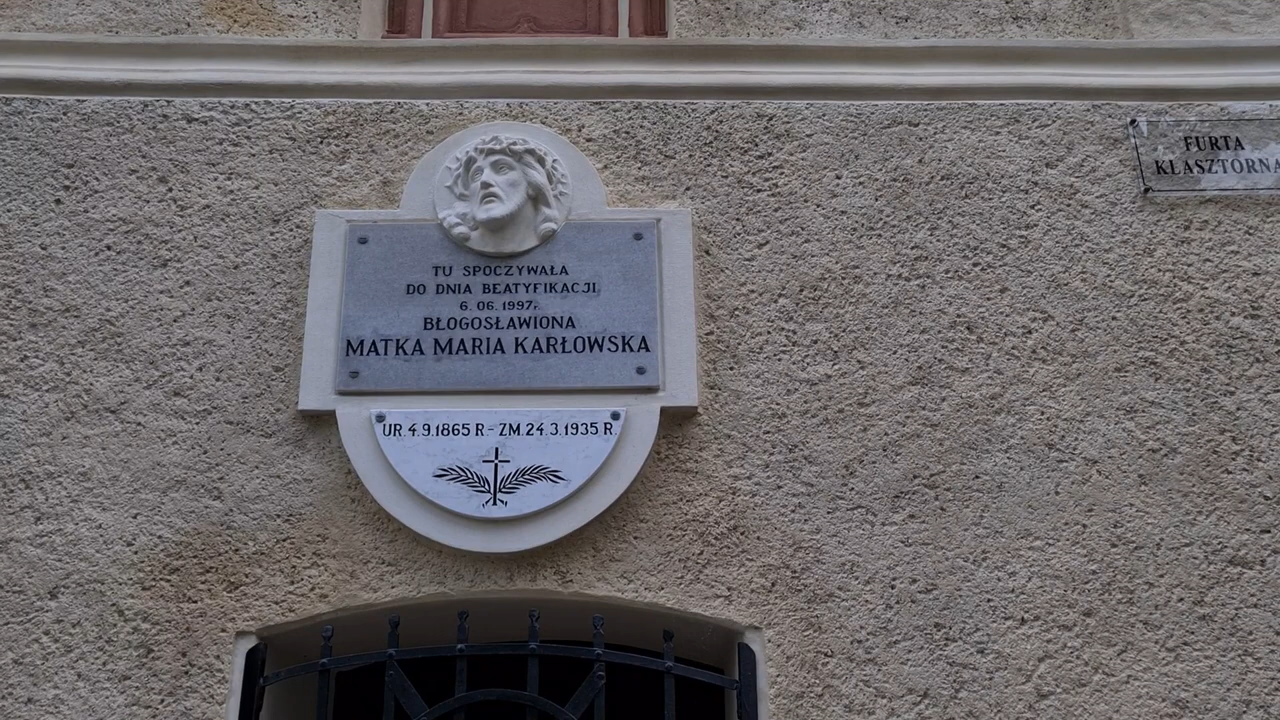 TU SPOCZYWAŁA
DO DNIA BEATYFIKACJI
6.06.1997r.
BŁOGOSŁAWIONA
MATKA MARIA KARŁOWSKA
UR. 4.9.1865 R.- ZM. 24.3.1935 R.
FURTA
KLASZTORNA